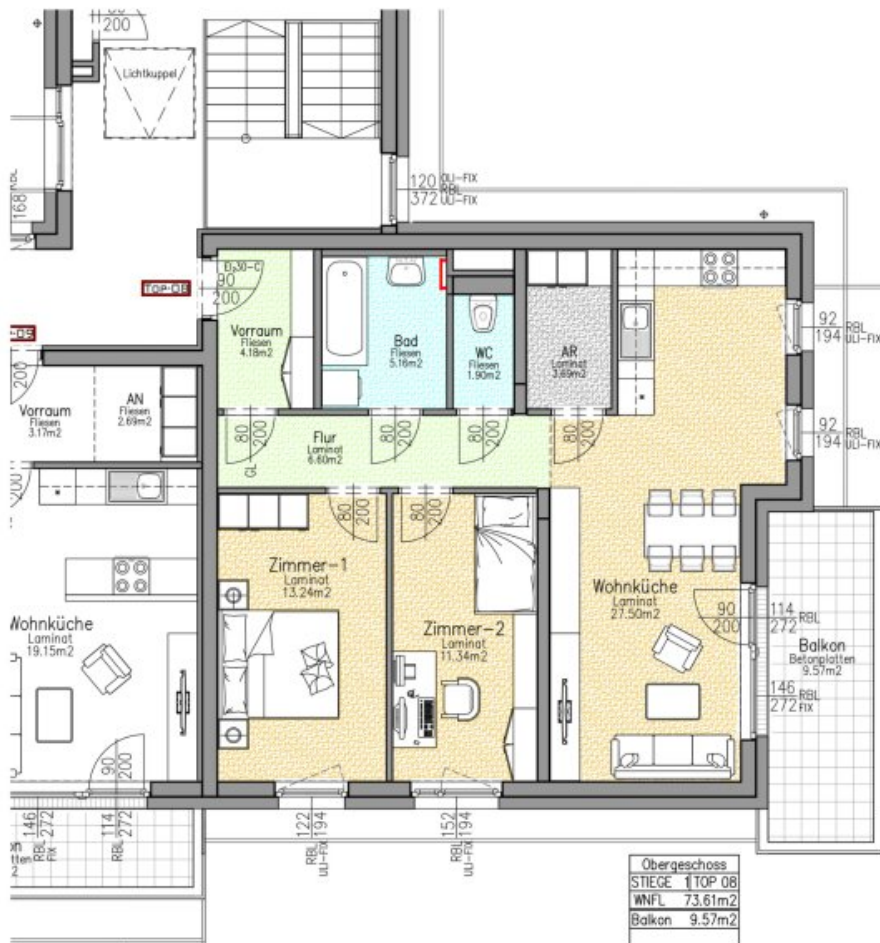 200
Lichtkuppel
168
120 ULI-FIX
RBL
372 ULI-FIX
TOP-08
EI₂30-C
90
200
Vorraum
Fliesen
4.18m2
Bad
Fliesen
5.16m2
WC
Fliesen
1.90m2
AR
Laminat
3.69m2
92
RBL
194 ULI-FIX
92
RBL
194 ULI-FIX
200
Vorraum
Fliesen
3.17m2
AN
Fliesen
2.69m2
80
200
GL
Flur
Laminat
6.60m2
80
200
80
200
80
200
80
200
80
200
200
Zimmer-1
Laminat
13.24m2
Zimmer-2
Laminat
11.34m2
Wohnküche
Laminat
27.50m2
90
200
114
RBL
272
Balkon
Betonplatten
9.57m2
146
RBL
272 FIX
Wohnküche
Laminat
19.15m2
90
200
146
272
RBL
FIX
114
272
RBL
122
194
RBL
ULI-FIX
152
194
RBL
ULI-FIX
Obergeschoss
STIEGE 1 TOP 08
WNFL 73.61m2
Balkon 9.57m2